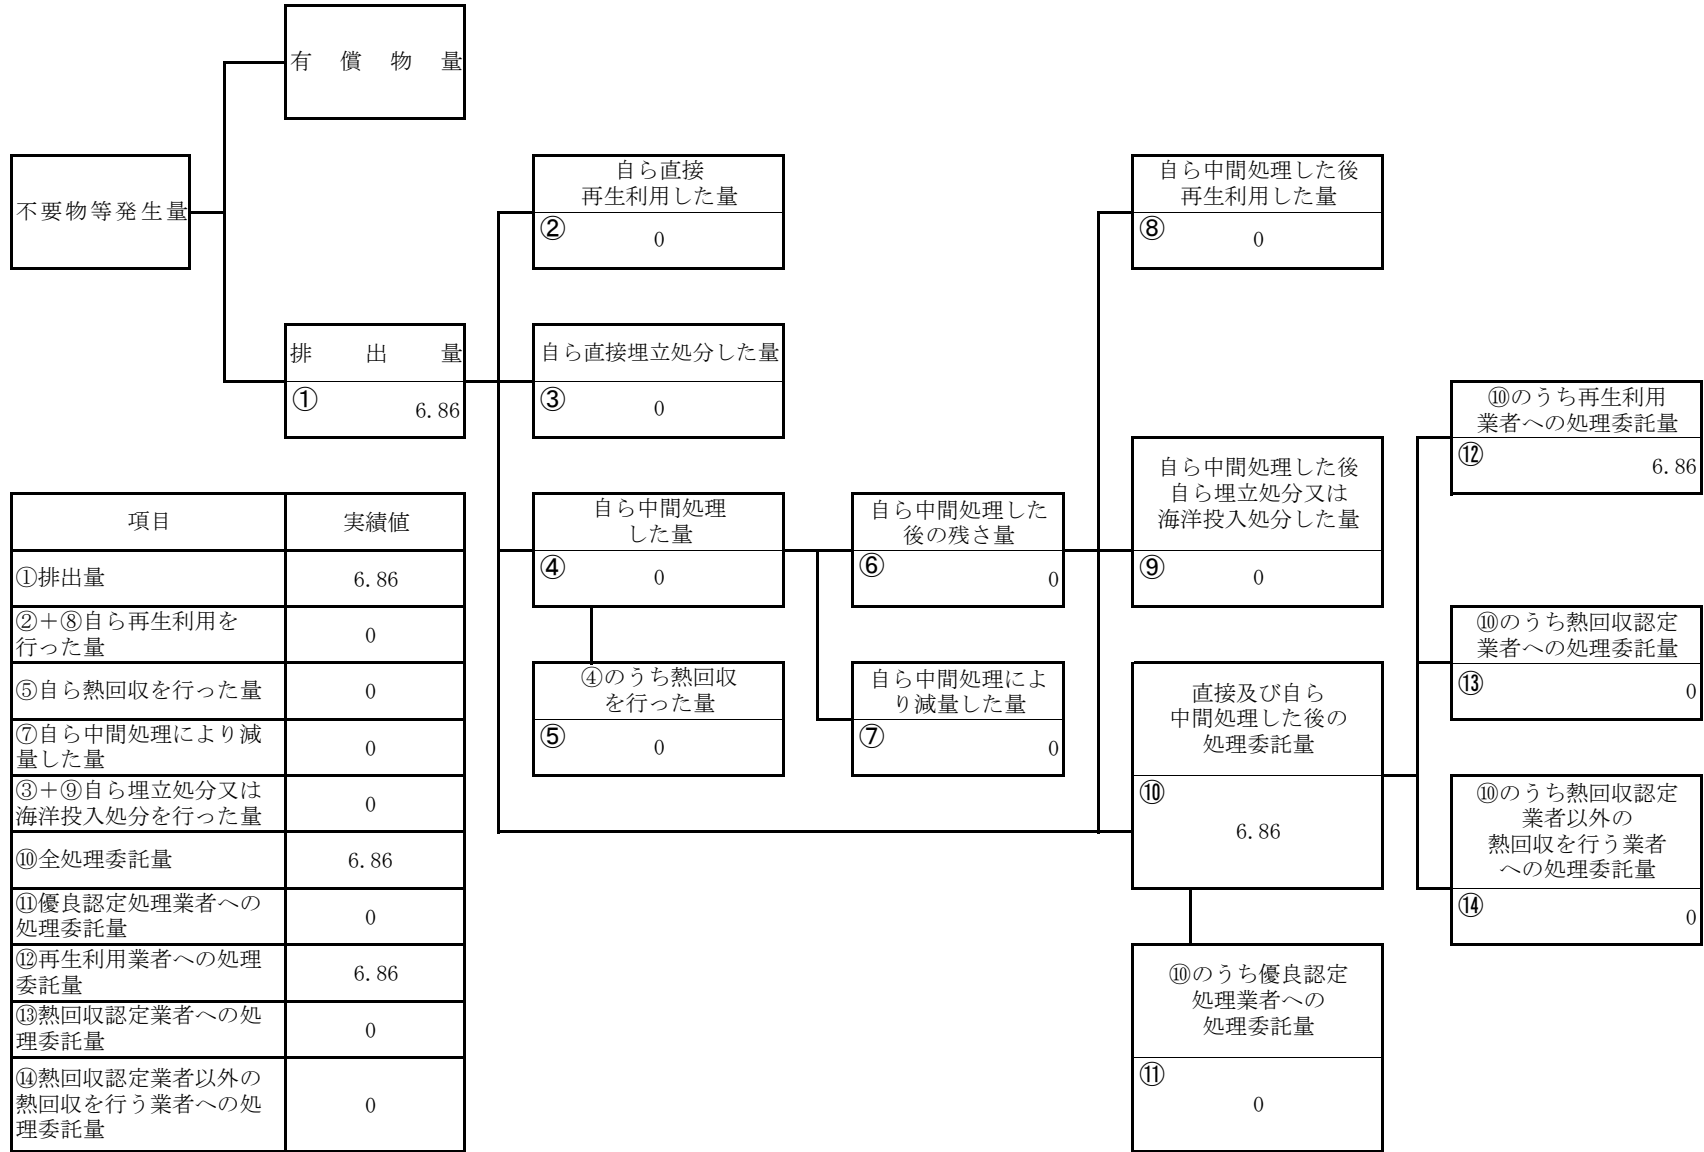 有償物量
不要物等発生量
排出量
①
6.86
自ら直接
再生利用した量
②
0
自ら直接埋立処分した量
③
0
自ら中間処理
した量
④
0
④のうち熱回収
を行った量
⑤
0
自ら中間処理した
後の残さ量
⑥
0
自ら中間処理によ
り減量した量
⑦
0
自ら中間処理した後
再生利用した量
⑧
0
自ら中間処理した後
自ら埋立処分又は
海洋投入処分した量
⑨
0
直接及び自ら
中間処理した後の
処理委託量
⑩
6.86
⑩のうち優良認定
処理業者への
処理委託量
⑪
0
⑩のうち再生利用
業者への処理委託量
⑫
6.86
⑩のうち熱回収認定
業者への処理委託量
⑬
0
⑩のうち熱回収認定
業者以外の
熱回収を行う業者
への処理委託量
⑭
0
項目 実績値
①排出量 6.86
②+⑧自ら再生利用を
行った量 0
⑤自ら熱回収を行った量 0
⑦自ら中間処理により減
量した量 0
③+⑨自ら埋立処分又は
海洋投入処分を行った量 0
⑩全処理委託量 6.86
⑪優良認定処理業者への
処理委託量 0
⑫再生利用業者への処理
委託量 6.86
⑬熱回収認定業者への処
理委託量 0
⑭熱回収認定業者以外の
熱回収を行う業者への処
理委託量 0